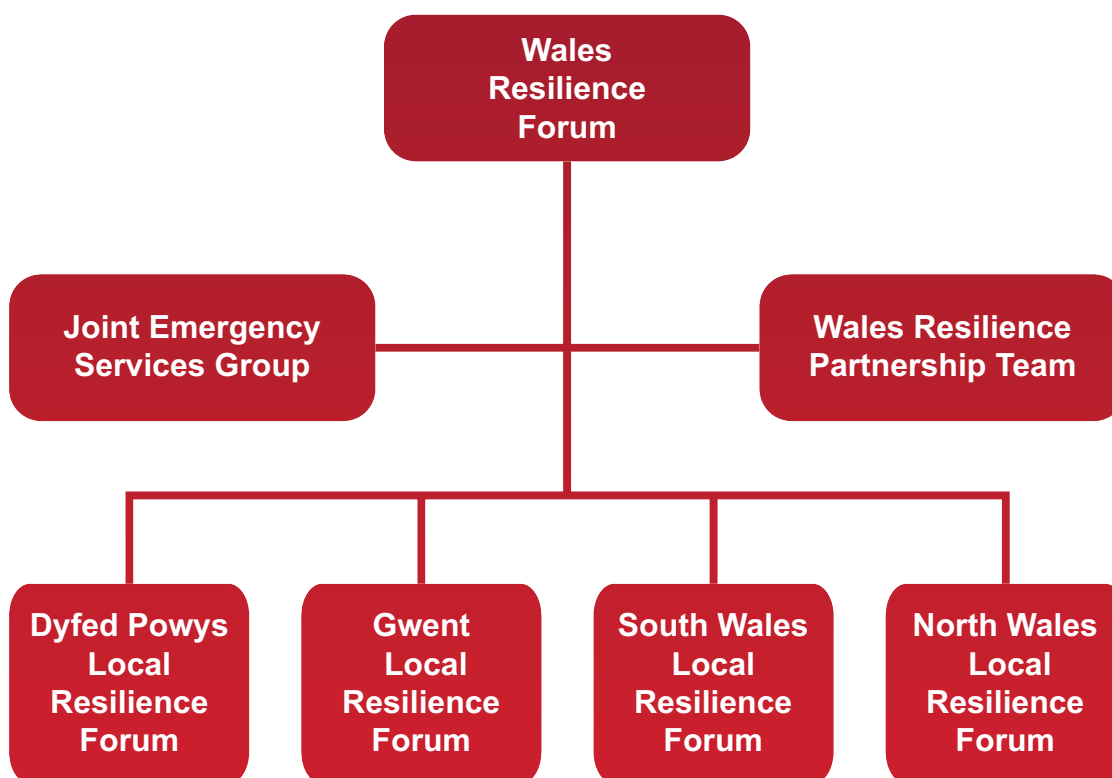 Wales
Resilience
Forum
Joint Emergency
Services Group
Wales Resilience
Partnership Team
Dyfed Powys
Local
Resilience
Forum
Gwent
Local
Resilience
Forum
South Wales
Local
Resilience
Forum
North Wales
Local
Resilience
Forum